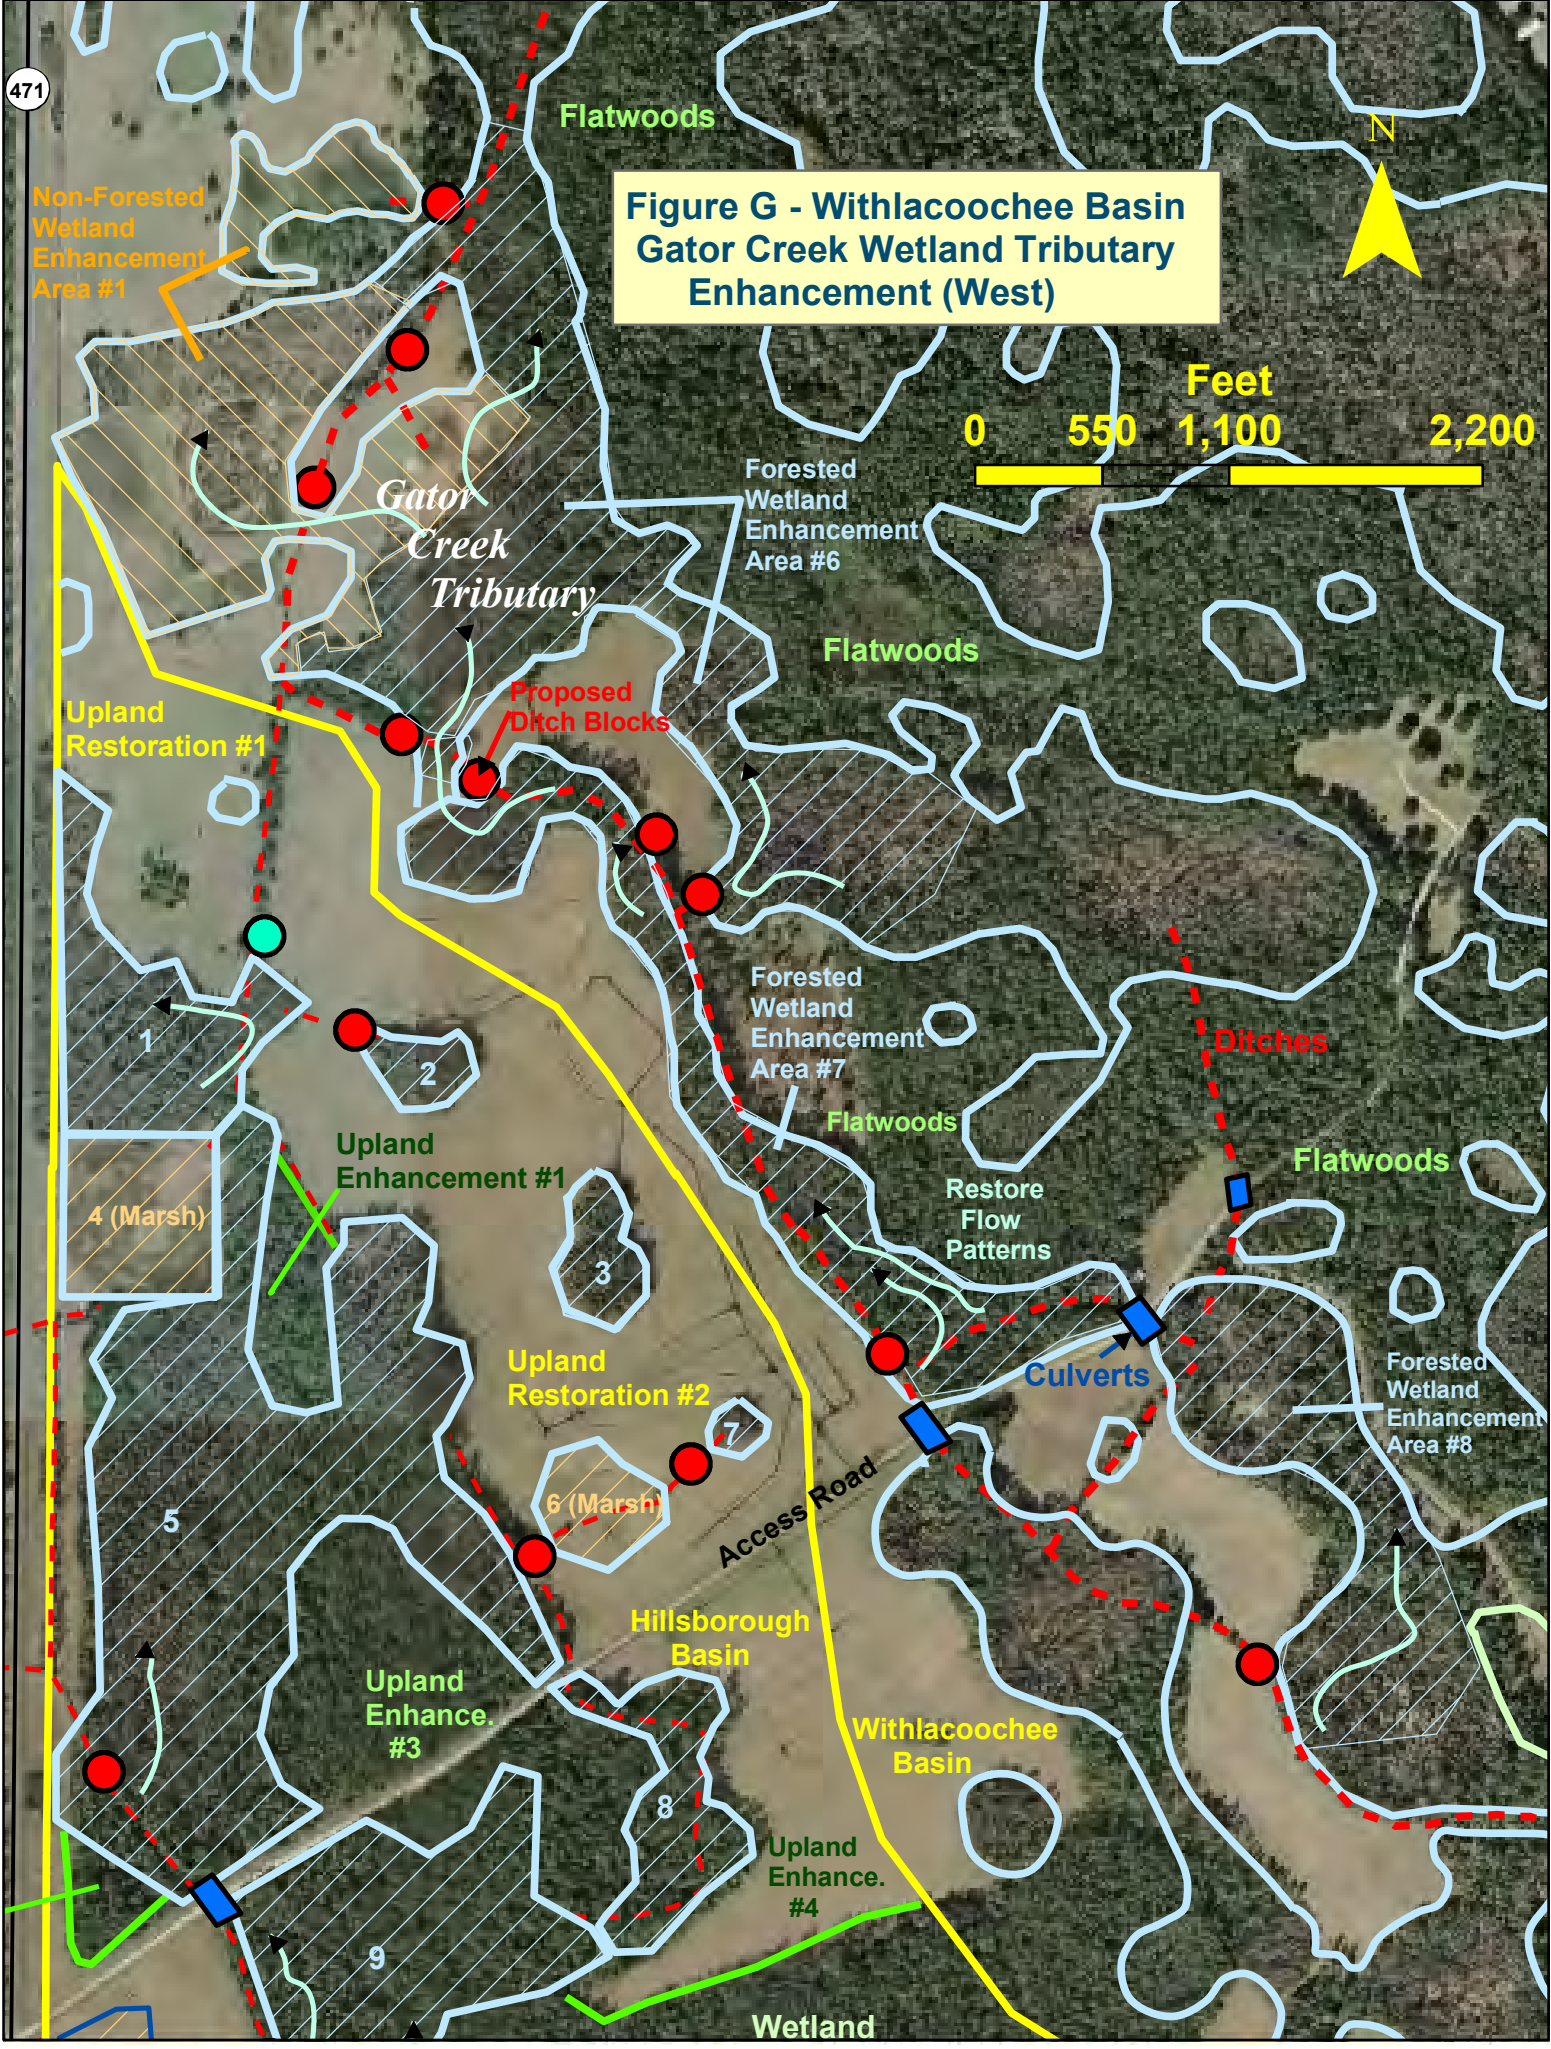 471
Flatwoods
N
Non-Forested
Wetland
Enhancement
Area #1
Figure G - Withlacoochee Basin
Gator Creek Wetland Tributary
Enhancement (West)
Feet
0 550 1,100 2,200
Forested
Wetland
Enhancement
Area #6
Gator
Creek
Tributary
Flatwoods
Proposed
Ditch Blocks
Upland
Restoration #1
Forested
Wetland
Enhancement
Area #7
Ditches
1
2
Flatwoods
Upland
Enhancement #1
Flatwoods
Restore
Flow
Patterns
4 (Marsh)
3
Upland
Restoration #2
Culverts
Forested
Wetland
Enhancement
Area #8
7
6 (Marsh)
5
Access Road
Hillsborough
Basin
Upland
Enhance.
#3
Withlacoochee
Basin
8
Upland
Enhance.
#4
9
Wetland